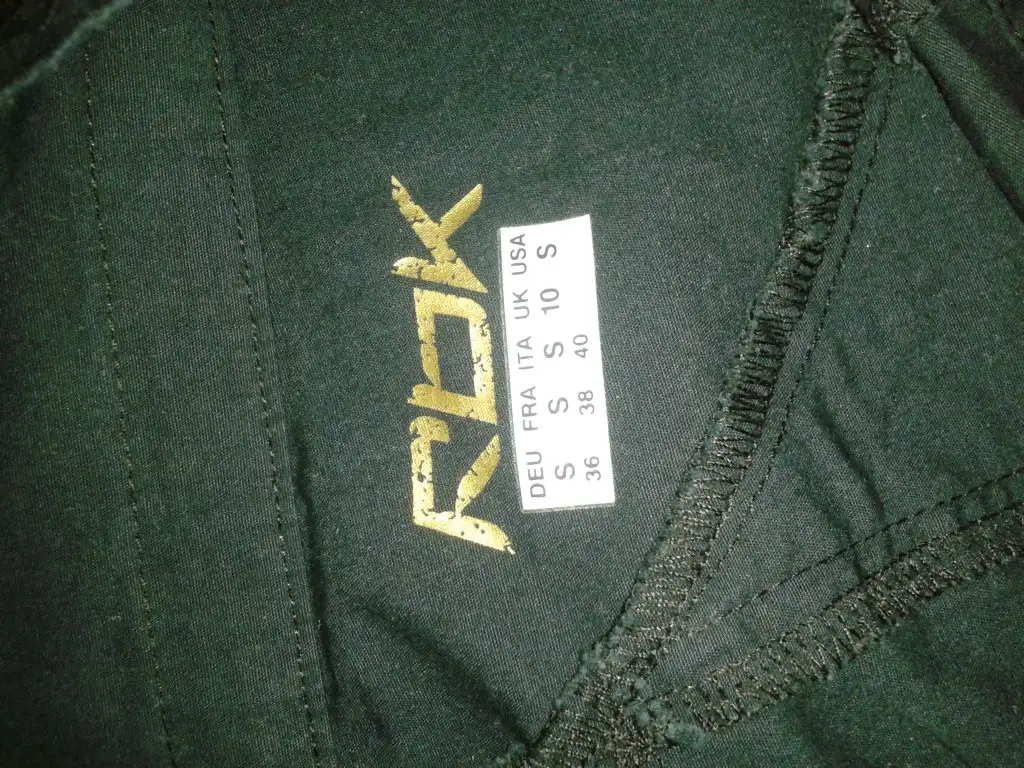 RBK
DEU FRA ITA UK USA
S S S 10 S
36 38 40